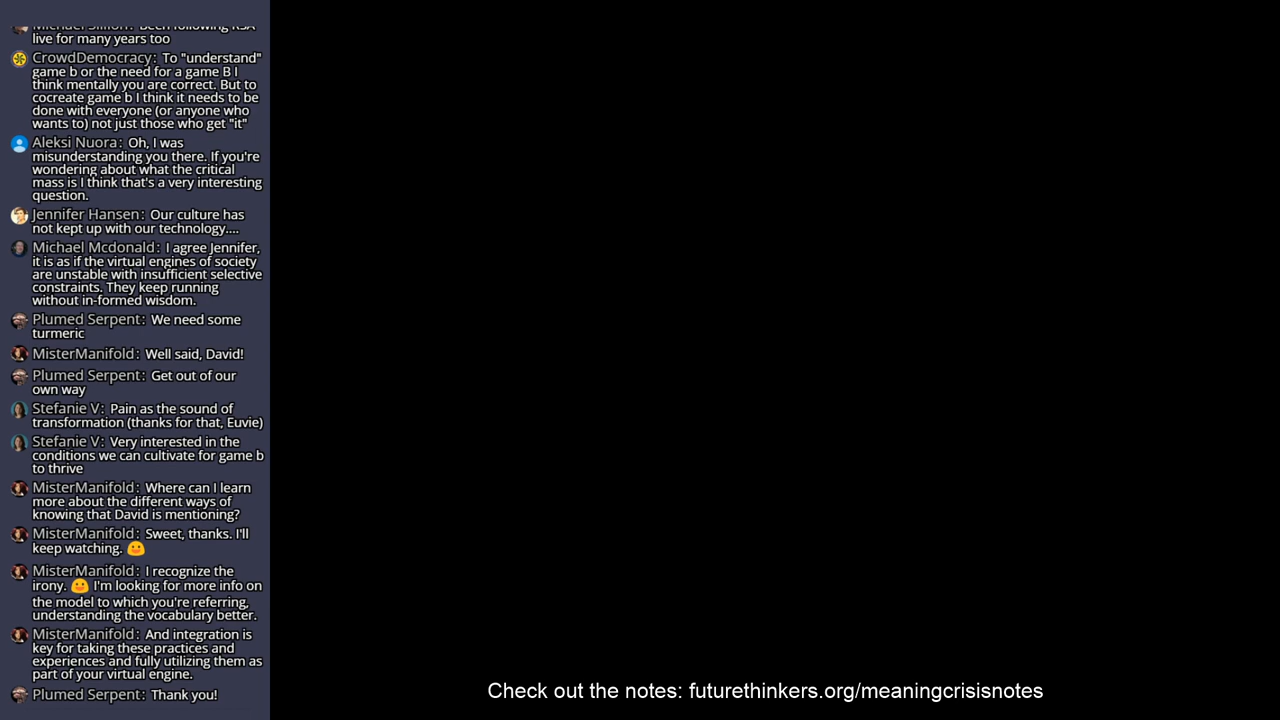 Michael Sillion: Been following RSA
live for many years too
CrowdDemocracy: To "understand"
game b or the need for a game B I
think mentally you are correct. But to
cocreate game b I think it needs to be
done with everyone (or anyone who
wants to) not just those who get "it"
Aleksi Nuora: Oh, I was
misunderstanding you there. If you're
wondering about what the critical
mass is I think that's a very interesting
question.
Jennifer Hansen: Our culture has
not kept up with our technology....
Michael Mcdonald: I agree Jennifer,
it is as if the virtual engines of society
are unstable with insufficient selective
constraints. They keep running
without in-formed wisdom.
Plumed Serpent: We need some
turmeric
MisterManifold: Well said, David!
Plumed Serpent: Get out of our
own way
Stefanie V: Pain as the sound of
transformation (thanks for that, Euvie)
Stefanie V: Very interested in the
conditions we can cultivate for game b
to thrive
MisterManifold: Where can I learn
more about the different ways of
knowing that David is mentioning?
MisterManifold: Sweet, thanks. I'll
keep watching.
MisterManifold: I recognize the
irony. I'm looking for more info on
the model to which you're referring,
understanding the vocabulary better.
MisterManifold: And integration is
key for taking these practices and
experiences and fully utilizing them as
part of your virtual engine.
Plumed Serpent: Thank you!
Check out the notes: futurethinkers.org/meaningcrisisnotes